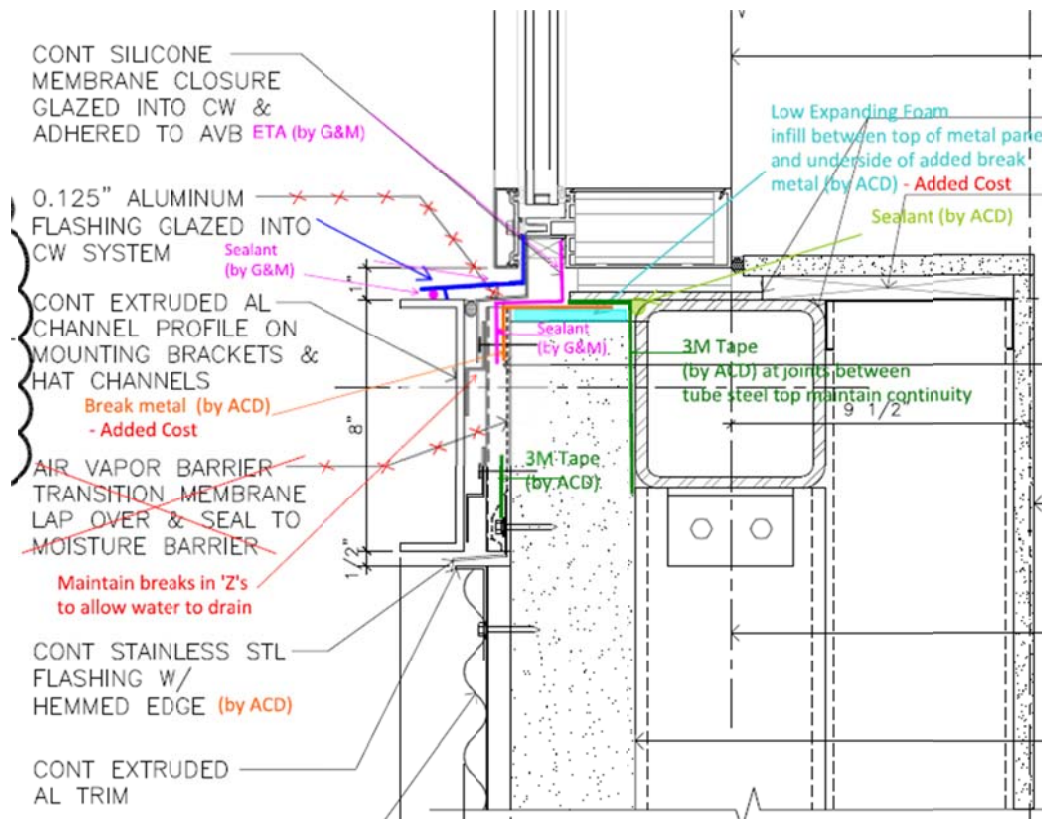 CONT SILICONE
MEMBRANE CLOSURE
GLAZED INTO CW &
ADHERED TO AVB ETA (by G&M)
0.125" ALUMINUM
FLASHING GLAZED INTO
CW SYSTEM
Sealant
(by G&M)
1"
CONT EXTRUDED AL
CHANNEL PROFILE ON
MOUNTING BRACKETS &
HAT CHANNELS
Break metal (by ACD)
- Added Cost
8"
AIR VAPOR BARRIER
TRANSITION MEMBRANE
LAP OVER & SEAL TO
MOISTURE BARRIER
1/2"
Maintain breaks in 'Z's
to allow water to drain
CONT STAINLESS STL
FLASHING W/
HEMMED EDGE (by ACD)
CONT EXTRUDED
AL TRIM
Low Expanding Foam
infill between top of metal pane
and underside of added break
metal (by ACD) - Added Cost
Sealant (by ACD)
Sealant
(by G&M)
3M Tape
(by ACD) at joints between
tube steel top maintain continuity
9 1/2"
3M Tape
(by ACD)